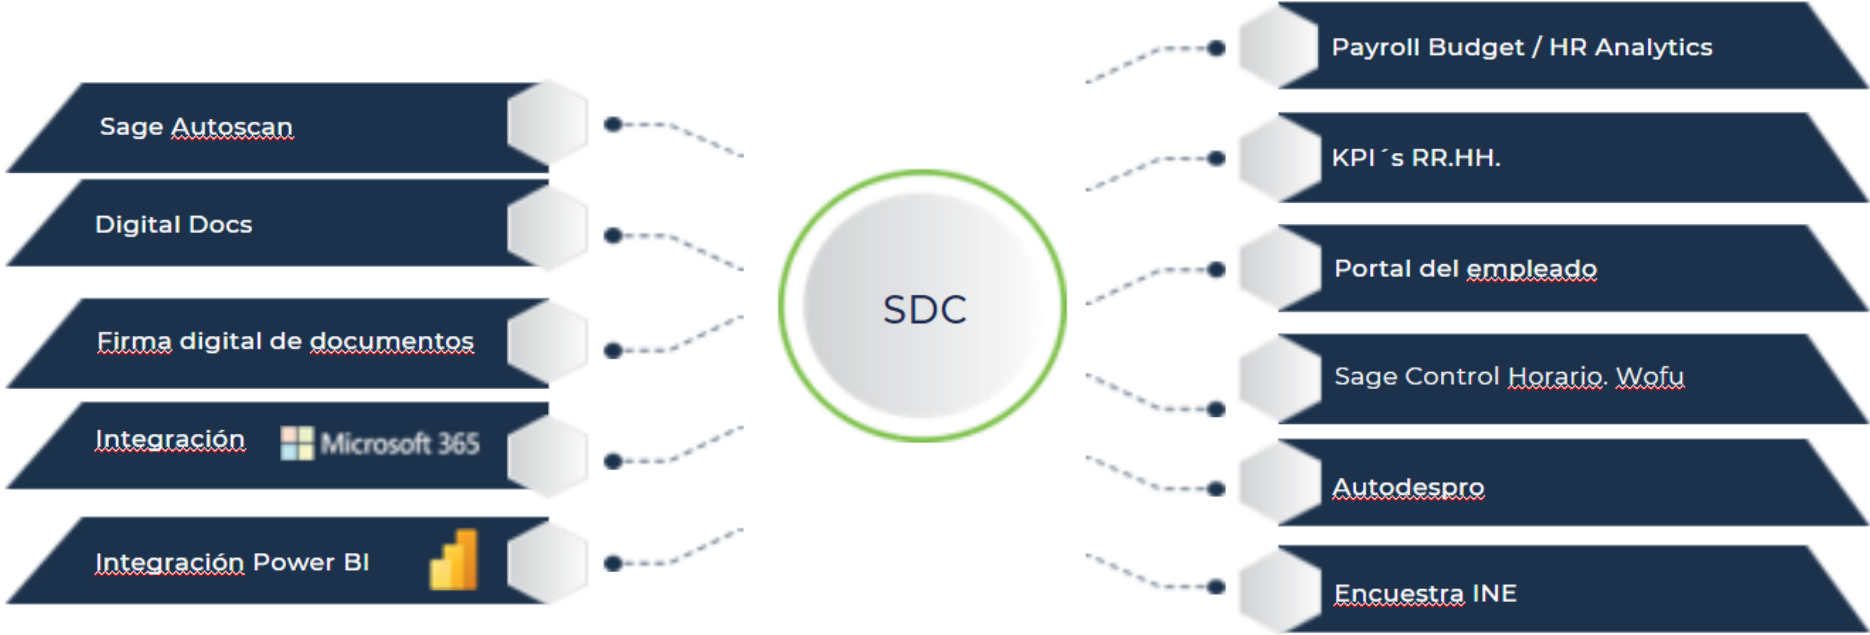 Sage Autoscan
Digital Docs
Firma digital de documentos
Integración Microsoft 365
Integración Power BI
SDC
Payroll Budget / HR Analytics
KPI´s RR.HH.
Portal del empleado
Sage Control Horario. Wofu
Autodespro
Encuestra INE